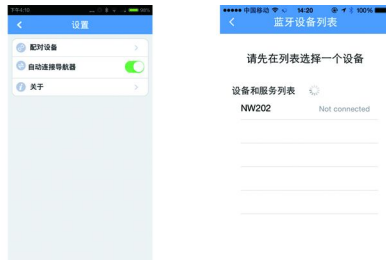 下午4:10
96%
设置
配对设备
自动连接导航器
关于
中国移动 14:20 100%
蓝牙设备列表
请先在列表选择一个设备
设备和服务列表
NW202 Not connected